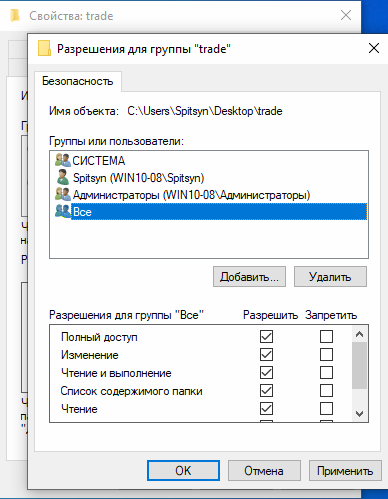 Свойства: trade
Разрешения для группы "trade"
Безопасность
Имя объекта: C:\Users\Spitsyn\Desktop\trade
Группы или пользователи:
СИСТЕМА
Spitsyn (WIN10-08\Spitsyn)
Администраторы (WIN10-08\Администраторы)
Все
Добавить... Удалить
Разрешения для группы "Все" Разрешить Запретить
Полный доступ
Изменение
Чтение и выполнение
Список содержимого папки
Чтение
OK Отмена Применить